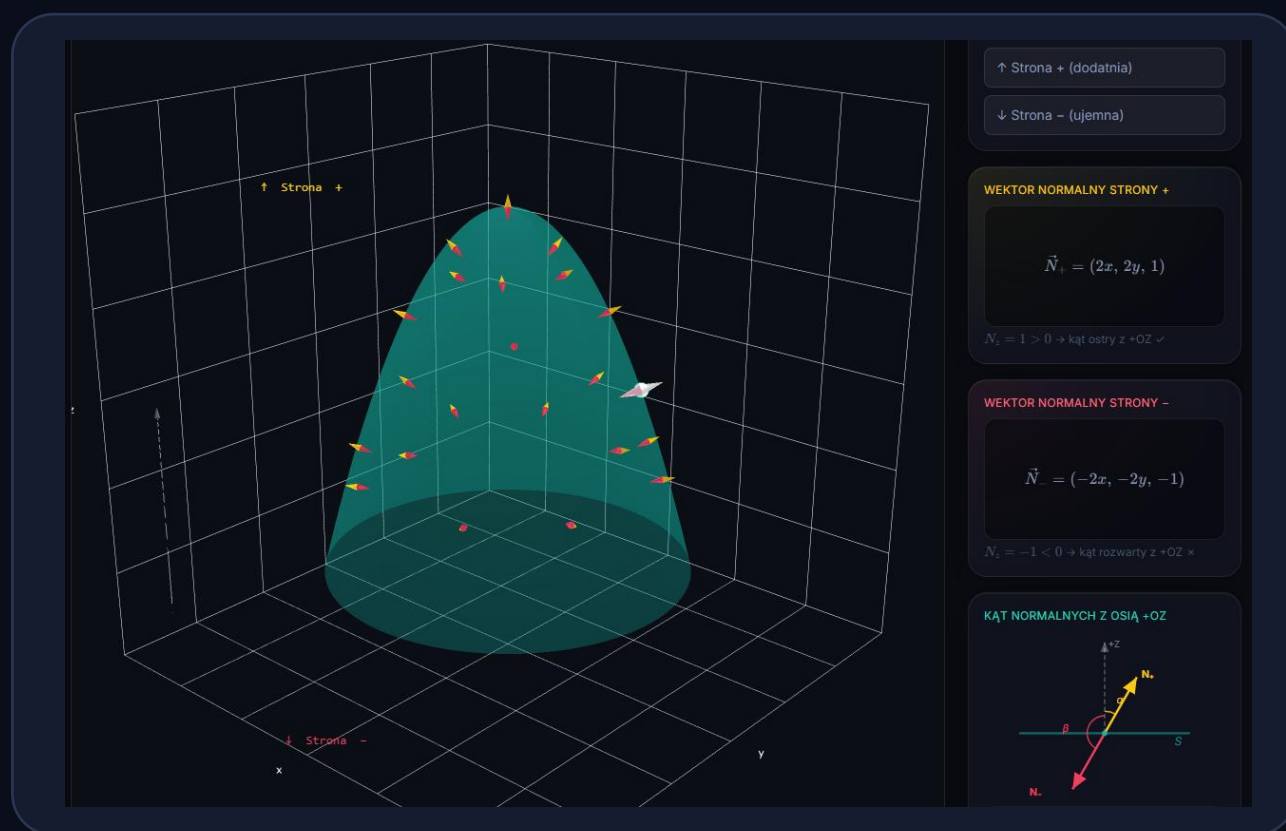 ↑ Strona + (dodatnia)
↓ Strona − (ujemna)
↑ Strona +
z
↓ Strona −
x
y
WEKTOR NORMALNY STRONY +
N⃗₊ = (2x, 2y, 1)
N_z = 1 > 0 → kąt ostry z +OZ ✓
WEKTOR NORMALNY STRONY −
N⃗₋ = (−2x, −2y, −1)
N_z = −1 < 0 → kąt rozwarty z +OZ ×
KĄT NORMALNYCH Z OSIĄ +OZ
+Z
N₊
α
β
S
N₋